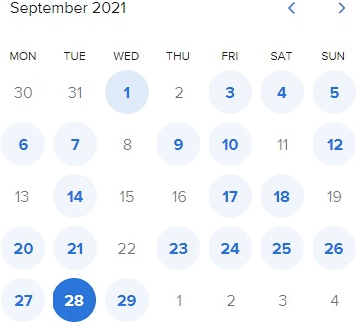 September 2021
MON TUE WED THU FRI SAT SUN
30 31 1 2 3 4 5
6 7 8 9 10 11 12
13 14 15 16 17 18 19
20 21 22 23 24 25 26
27 28 29 1 2 3 4